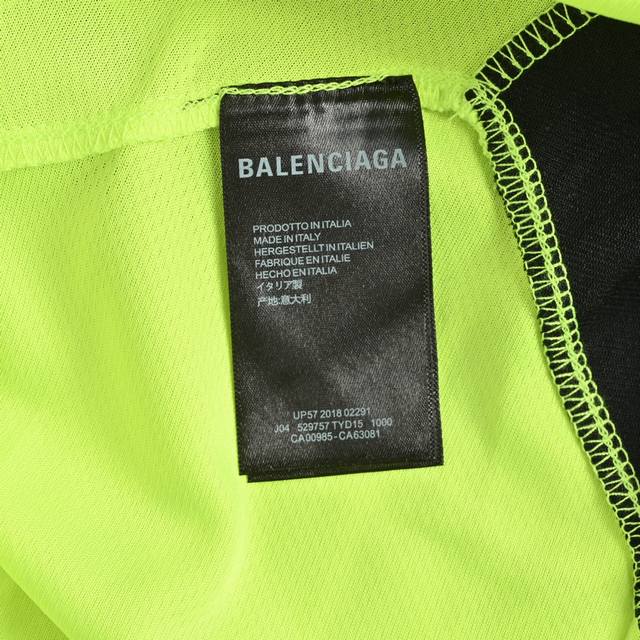 BALENCIAGA
PRODOTTO IN ITALIA
MADE IN ITALY
HERGESTELLT IN ITALIEN
FABRIQUE EN ITALIE
HECHO EN ITALIA
イタリア製
产地:意大利
UP57 2018 02291
J04 529757 TYD15 1000
CA00985-CA63081